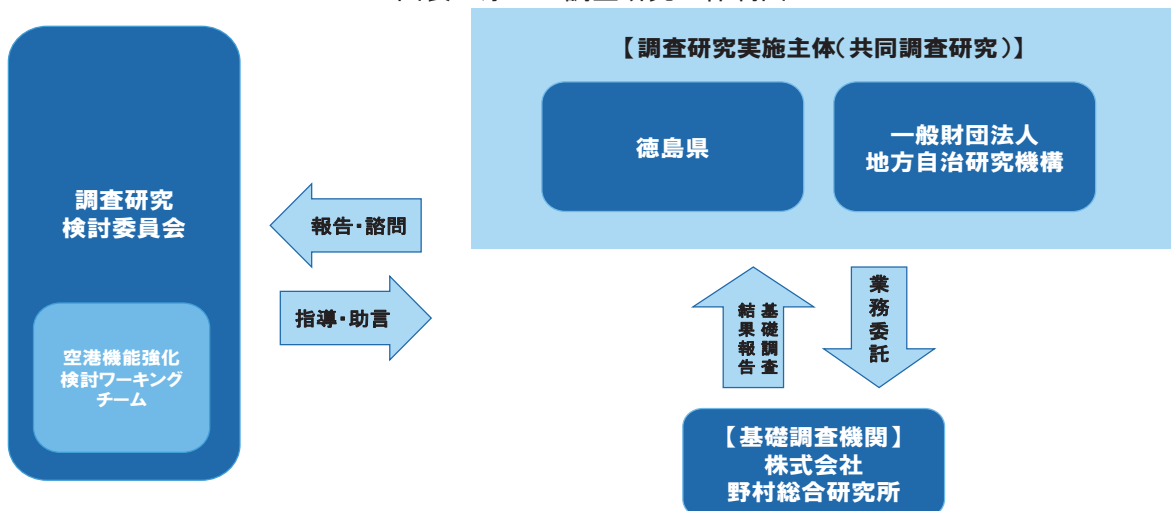 【調査研究実施主体(共同調査研究)】
徳島県
一般財団法人
地方自治研究機構
調査研究
検討委員会
報告・諮問
指導・助言
空港機能強化
検討ワーキング
チーム
基礎調査
結果報告
業務委託
【基礎調査機関】
株式会社
野村総合研究所